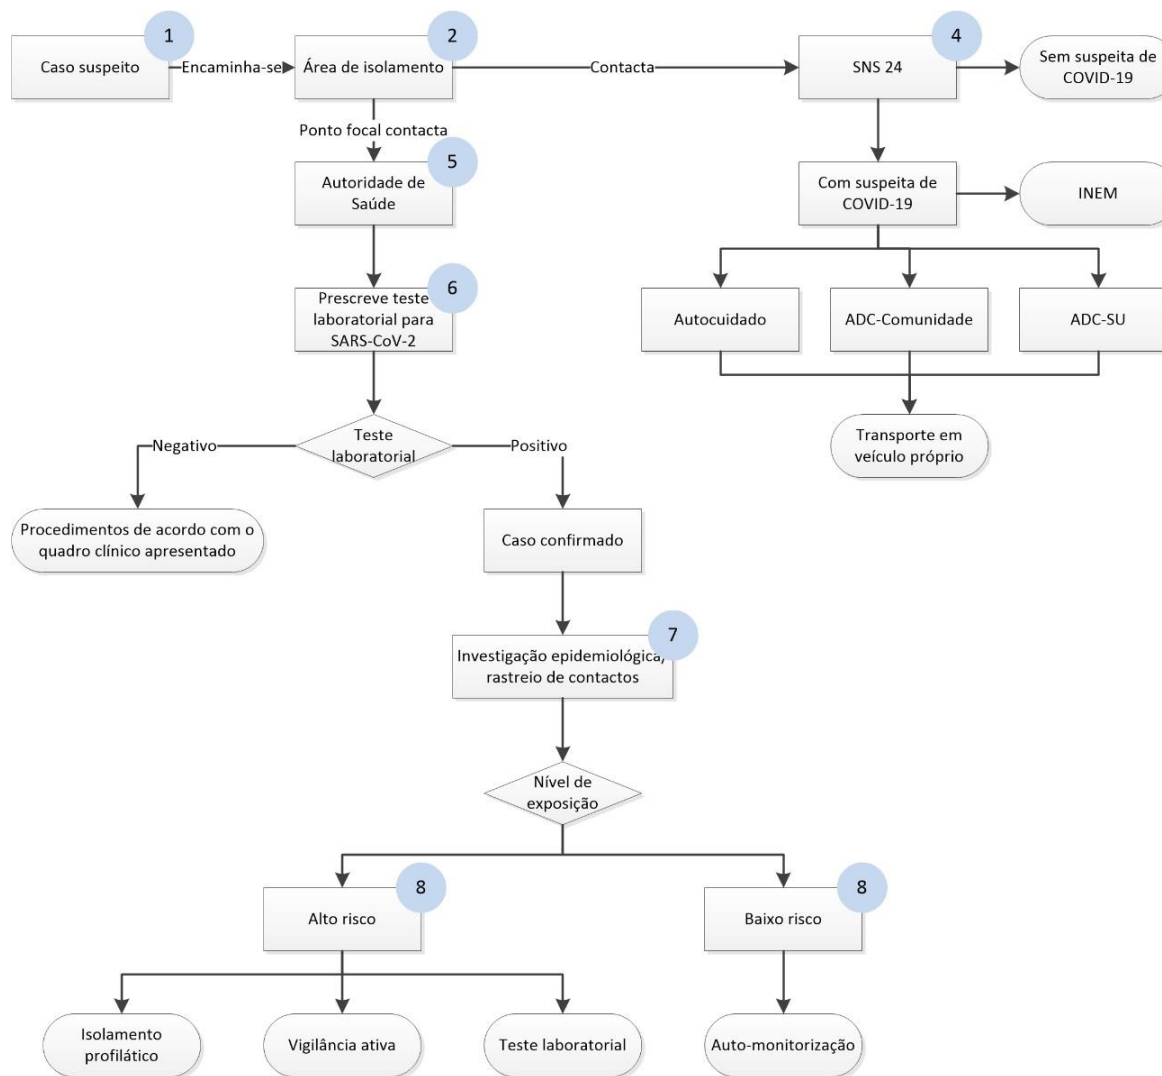 1
Caso suspeito
Encaminha-se
2
Área de isolamento
Contacta
4
SNS 24
Sem suspeita de
COVID-19
Ponto focal contacta
5
Autoridade de
Saúde
Com suspeita de
COVID-19
INEM
6
Prescreve teste
laboratorial para
SARS-CoV-2
Autocuidado
ADC-Comunidade
ADC-SU
Negativo
Teste
laboratorial
Positivo
Transporte em
veículo próprio
Procedimentos de acordo com o
quadro clínico apresentado
Caso confirmado
7
Investigação epidemiológica/
rastreio de contactos
Nível de
exposição
8
Alto risco
8
Baixo risco
Isolamento
profilático
Vigilância ativa
Teste laboratorial
Auto-monitorização